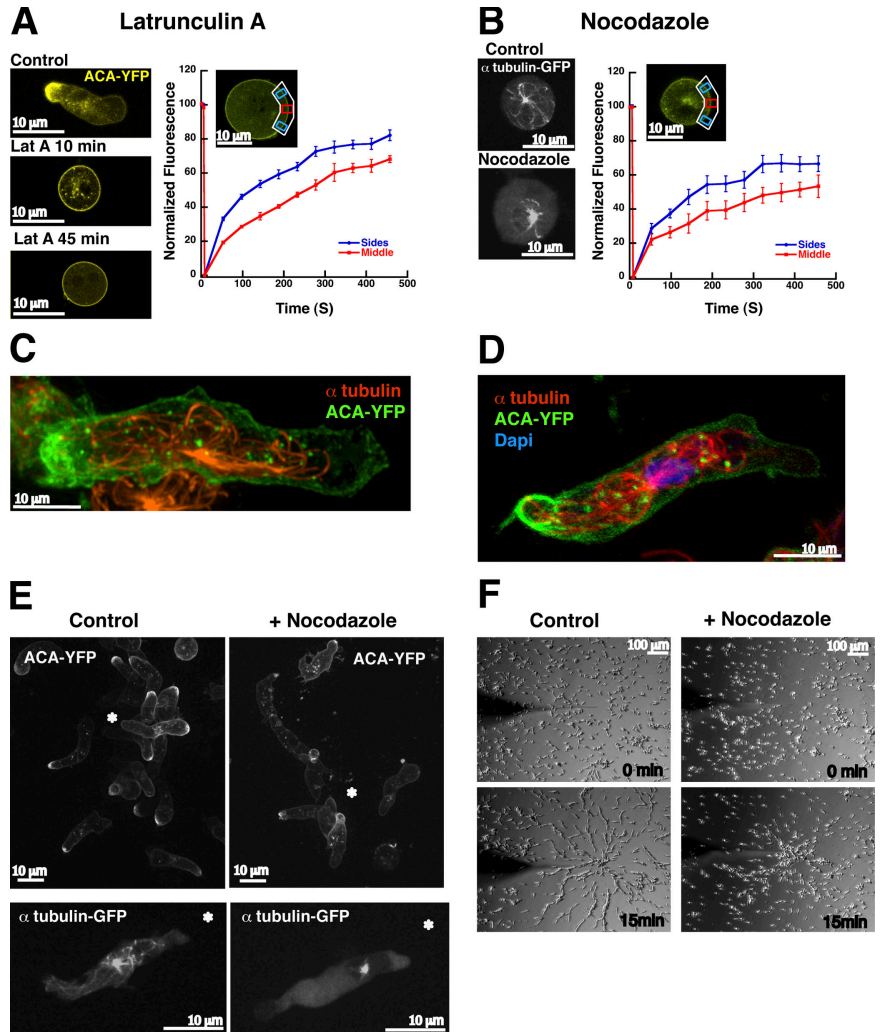 A
Latrunculin A
Control
ACA-YFP
10 μm
Lat A 10 min
10 μm
Lat A 45 min
10 μm
Normalized Fluorescence
120
100
80
60
40
20
0
10 μm
Sides
Middle
0 100 200 300 400 500
Time (S)
B
Nocodazole
Control
α tubulin-GFP
10 μm
Nocodazole
10 μm
Normalized Fluorescence
120
100
80
60
40
20
0
10 μm
Sides
Middle
0 100 200 300 400 500
Time (S)
C
α tubulin
ACA-YFP
10 μm
D
α tubulin
ACA-YFP
Dapi
10 μm
E
Control
+ Nocodazole
ACA-YFP
*
10 μm
ACA-YFP
*
10 μm
α tubulin-GFP
*
10 μm
α tubulin-GFP
*
10 μm
F
Control
+ Nocodazole
100 μm
0 min
100 μm
0 min
15min
15min